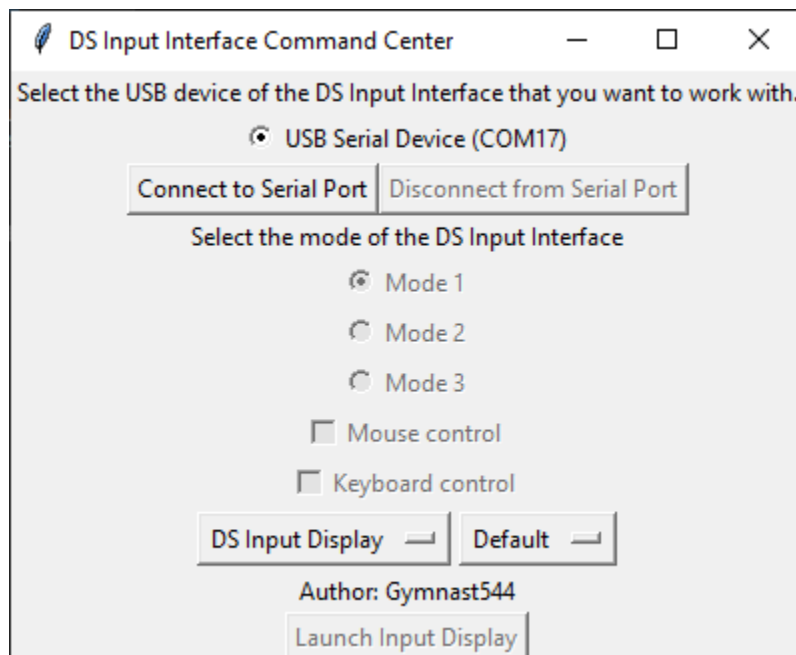 DS Input Interface Command Center
Select the USB device of the DS Input Interface that you want to work with.
USB Serial Device (COM17)
Connect to Serial Port Disconnect from Serial Port
Select the mode of the DS Input Interface
Mode 1
Mode 2
Mode 3
Mouse control
Keyboard control
DS Input Display Default
Author: Gymnast544
Launch Input Display